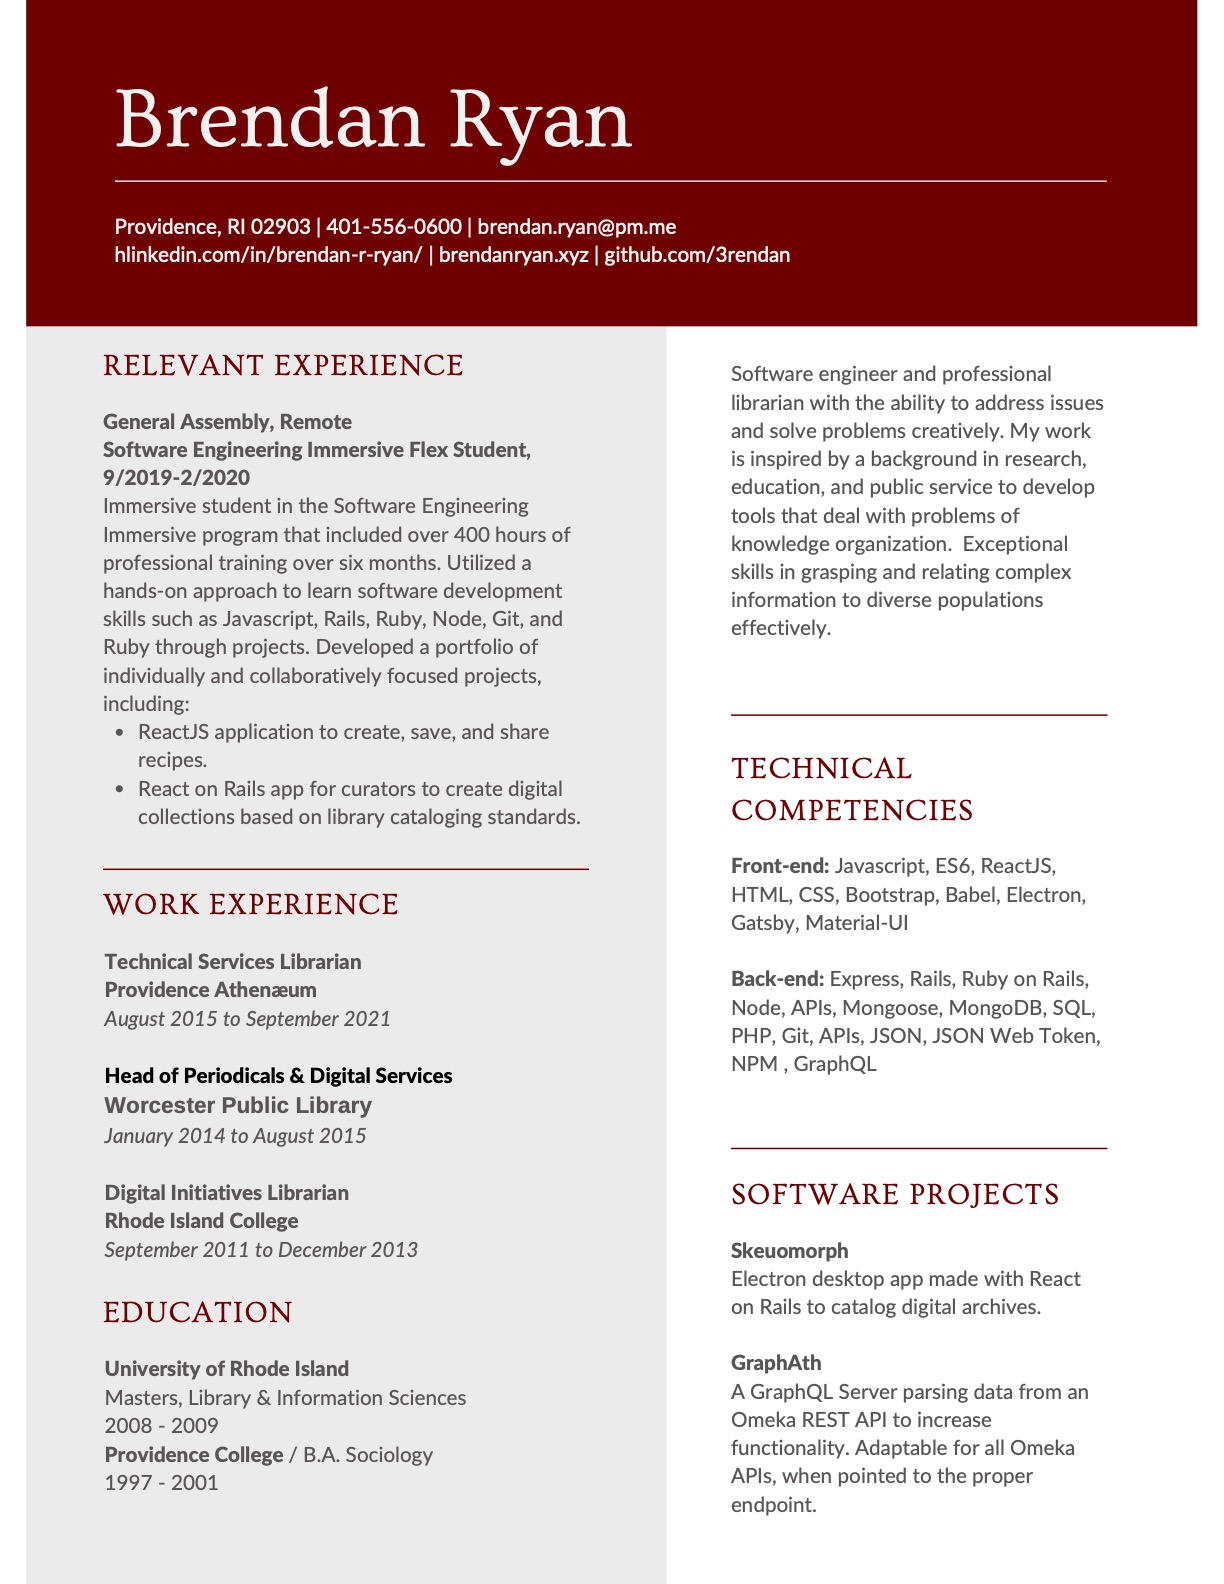 Brendan Ryan
Providence, RI 02903 | 401-556-0600 | brendan.ryan@pm.me
hlinkedin.com/in/brendan-r-ryan/ | brendanryan.xyz | github.com/3rendan
RELEVANT EXPERIENCE
General Assembly, Remote
Software Engineering Immersive Flex Student,
9/2019-2/2020
Immersive student in the Software Engineering
Immersive program that included over 400 hours of
professional training over six months. Utilized a
hands-on approach to learn software development
skills such as Javascript, Rails, Ruby, Node, Git, and
Ruby through projects. Developed a portfolio of
individually and collaboratively focused projects,
including:
• ReactJS application to create, save, and share
recipes.
• React on Rails app for curators to create digital
collections based on library cataloging standards.
WORK EXPERIENCE
Technical Services Librarian
Providence Athenæum
August 2015 to September 2021
Head of Periodicals & Digital Services
Worcester Public Library
January 2014 to August 2015
Digital Initiatives Librarian
Rhode Island College
September 2011 to December 2013
EDUCATION
University of Rhode Island
Masters, Library & Information Sciences
2008 - 2009
Providence College / B.A. Sociology
1997 - 2001
Software engineer and professional
librarian with the ability to address issues
and solve problems creatively. My work
is inspired by a background in research,
education, and public service to develop
tools that deal with problems of
knowledge organization.  Exceptional
skills in grasping and relating complex
information to diverse populations
effectively.
TECHNICAL
COMPETENCIES
Front-end: Javascript, ES6, ReactJS,
HTML, CSS, Bootstrap, Babel, Electron,
Gatsby, Material-UI
Back-end: Express, Rails, Ruby on Rails,
Node, APIs, Mongoose, MongoDB, SQL,
PHP, Git, APIs, JSON, JSON Web Token,
NPM , GraphQL
SOFTWARE PROJECTS
Skeuomorph
Electron desktop app made with React
on Rails to catalog digital archives.
GraphAth
A GraphQL Server parsing data from an
Omeka REST API to increase
functionality. Adaptable for all Omeka
APIs, when pointed to the proper
endpoint.